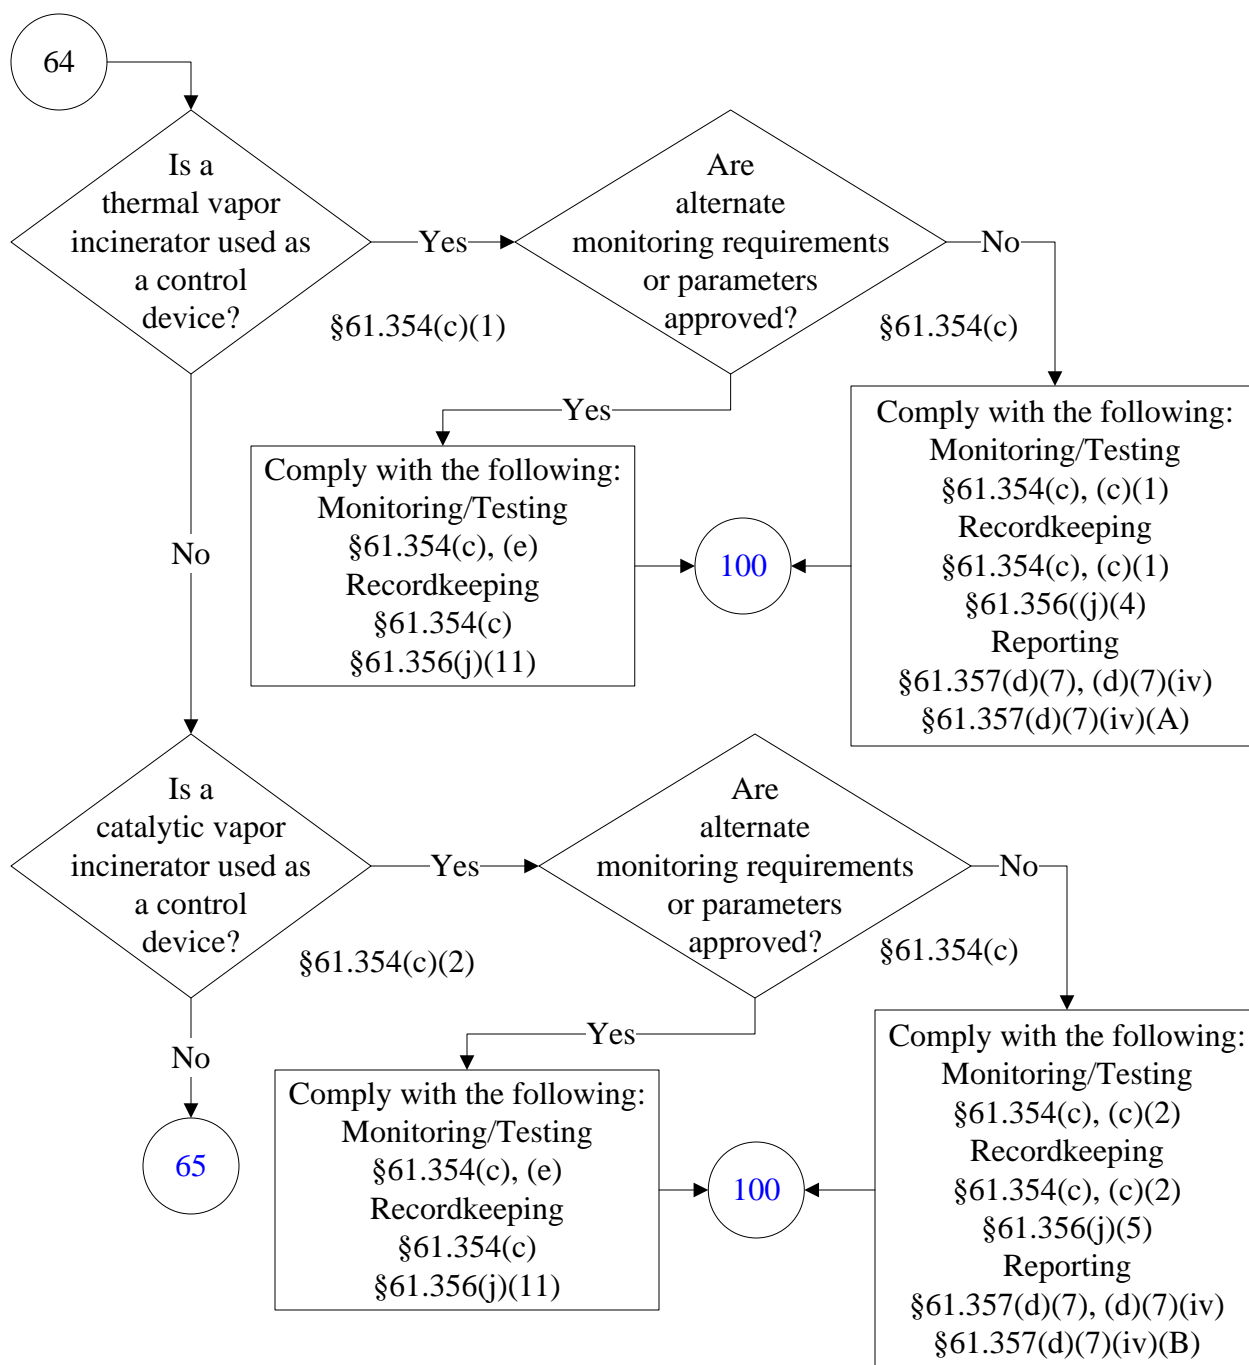 64
Is a
thermal vapor
incinerator used as
a control
device?
Yes
§61.354(c)(1)
Are
alternate
monitoring requirements
or parameters
approved?
No
§61.354(c)
Yes
Comply with the following:
Monitoring/Testing
§61.354(c), (e)
Recordkeeping
§61.354(c)
§61.356(j)(11)
100
Comply with the following:
Monitoring/Testing
§61.354(c), (c)(1)
Recordkeeping
§61.354(c), (c)(1)
§61.356((j)(4)
Reporting
§61.357(d)(7), (d)(7)(iv)
§61.357(d)(7)(iv)(A)
No
Is a
catalytic vapor
incinerator used as
a control
device?
Yes
§61.354(c)(2)
Are
alternate
monitoring requirements
or parameters
approved?
No
§61.354(c)
Yes
No
65
Comply with the following:
Monitoring/Testing
§61.354(c), (e)
Recordkeeping
§61.354(c)
§61.356(j)(11)
100
Comply with the following:
Monitoring/Testing
§61.354(c), (c)(2)
Recordkeeping
§61.354(c), (c)(2)
§61.356(j)(5)
Reporting
§61.357(d)(7), (d)(7)(iv)
§61.357(d)(7)(iv)(B)